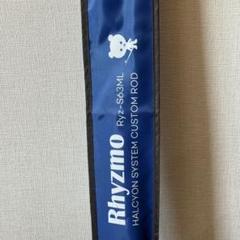 Rhyzmo Ryz-S63ML
HALCYON SYSTEM CUSTOM ROD